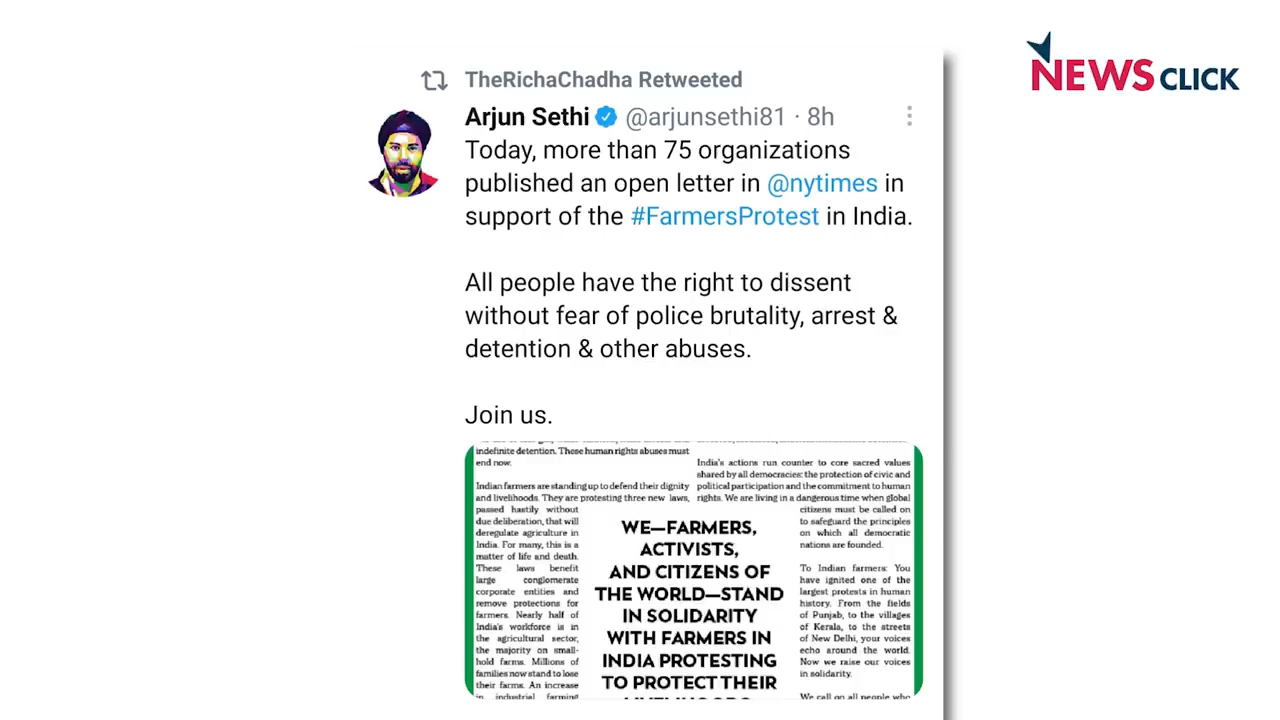 NEWS CLICK
TheRichaChadha Retweeted
Arjun Sethi @arjunsethi81 · 8h
Today, more than 75 organizations
published an open letter in @nytimes in
support of the #FarmersProtest in India.
All people have the right to dissent
without fear of police brutality, arrest &
detention & other abuses.
Join us.
indefinite detention. These human rights abuses must
end now.
Indian farmers are standing up to defend their dignity
and livelihoods. They are protesting three new laws,
passed hastily without
due deliberation, that will
deregulate agriculture in
India. For many, this is a
matter of life and death.
These laws benefit
large conglomerate
corporate entities and
remove protections for
farmers. Nearly half of
India's workforce is in
the agricultural sector,
the majority on small-
hold farms. Millions of
families now stand to lose
their farms. An increase
in industrial farming
WE—FARMERS,
ACTIVISTS,
AND CITIZENS OF
THE WORLD—STAND
IN SOLIDARITY
WITH FARMERS IN
INDIA PROTESTING
TO PROTECT THEIR
LIVELIHOODS
India's actions run counter to core sacred values
shared by all democracies: the protection of civic and
political participation and the commitment to human
rights. We are living in a dangerous time when global
citizens must be called on
to safeguard the principles
on which all democratic
nations are founded.
To Indian farmers: You
have ignited one of the
largest protests in human
history. From the fields
of Punjab, to the villages
of Kerala, to the streets
of New Delhi, your voices
echo around the world.
Now we raise our voices
in solidarity.
We call on all people who